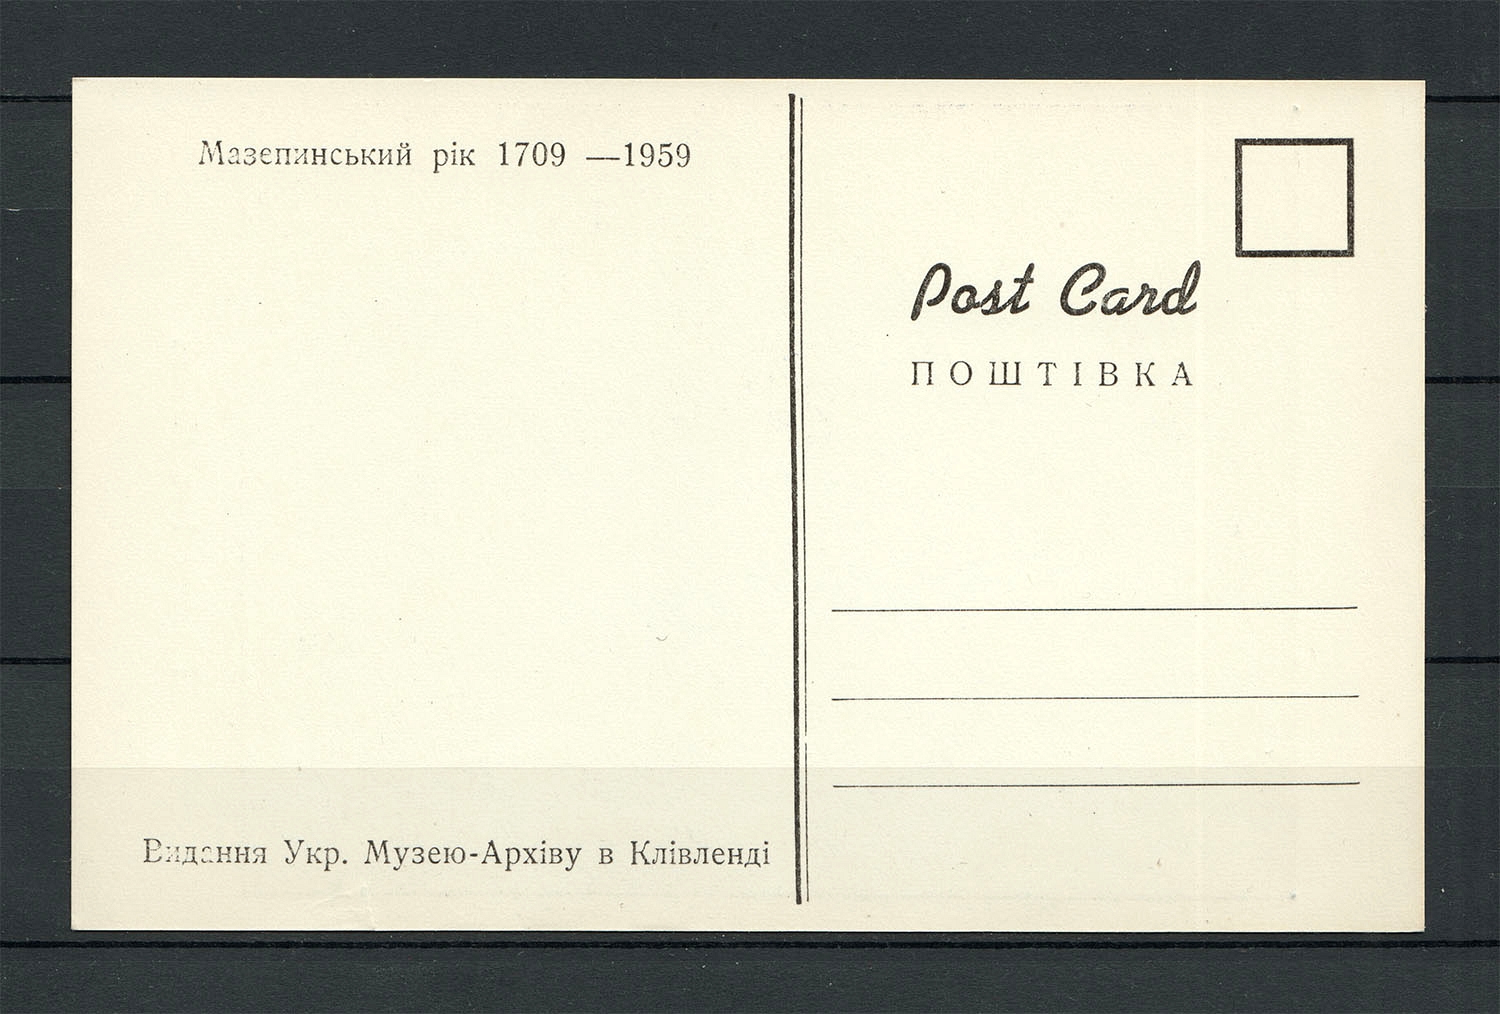 Мазепинський рік 1709 —1959
Post Card
ПОШТІВКА
Видання Укр. Музею-Архіву в Клівленді